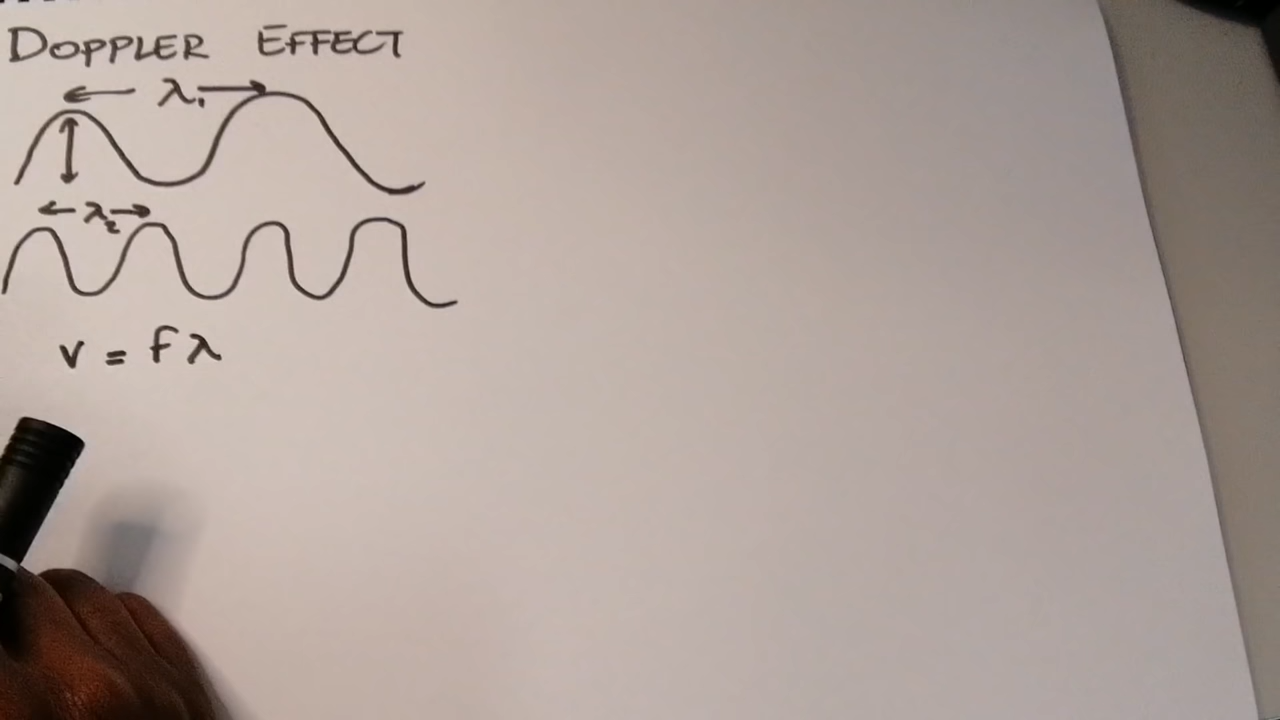 DOPPLER EFFECT
λ₁
λ₂
v = fλ